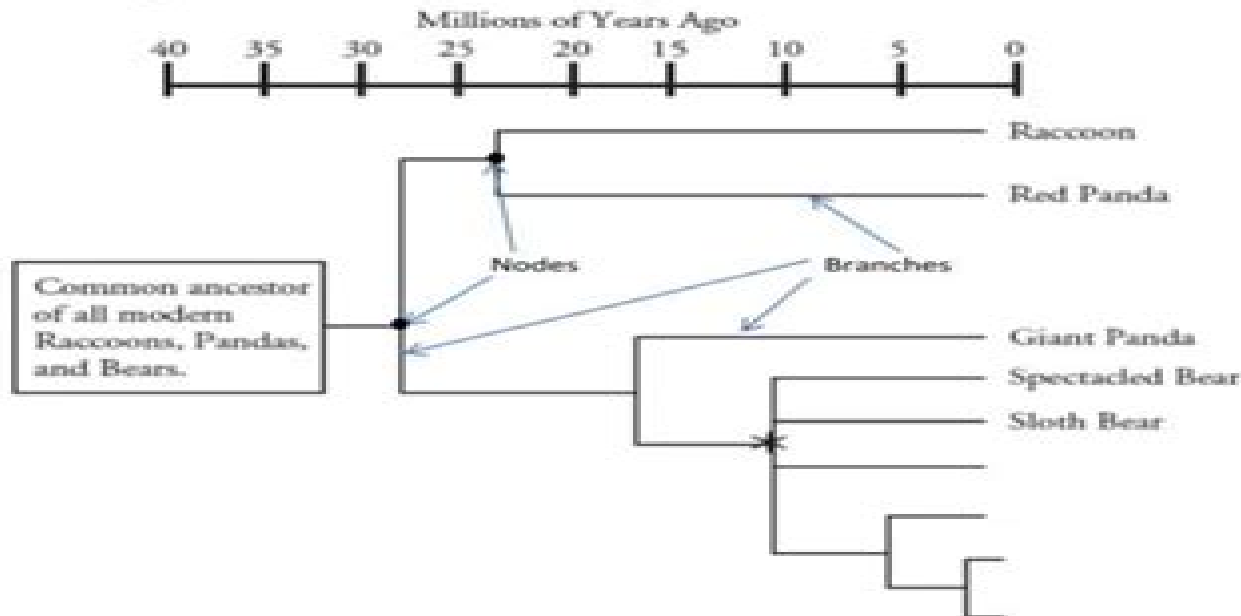 Millions of Years Ago
40 35 30 25 20 15 10 5 0
Raccoon
Red Panda
Nodes
Branches
Common ancestor
of all modern
Raccoons, Pandas,
and Bears.
Giant Panda
Spectacled Bear
Sloth Bear